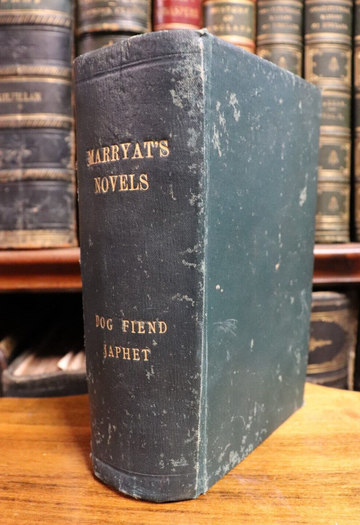 MARRYAT'S
NOVELS
DOG FIEND
JAPHET